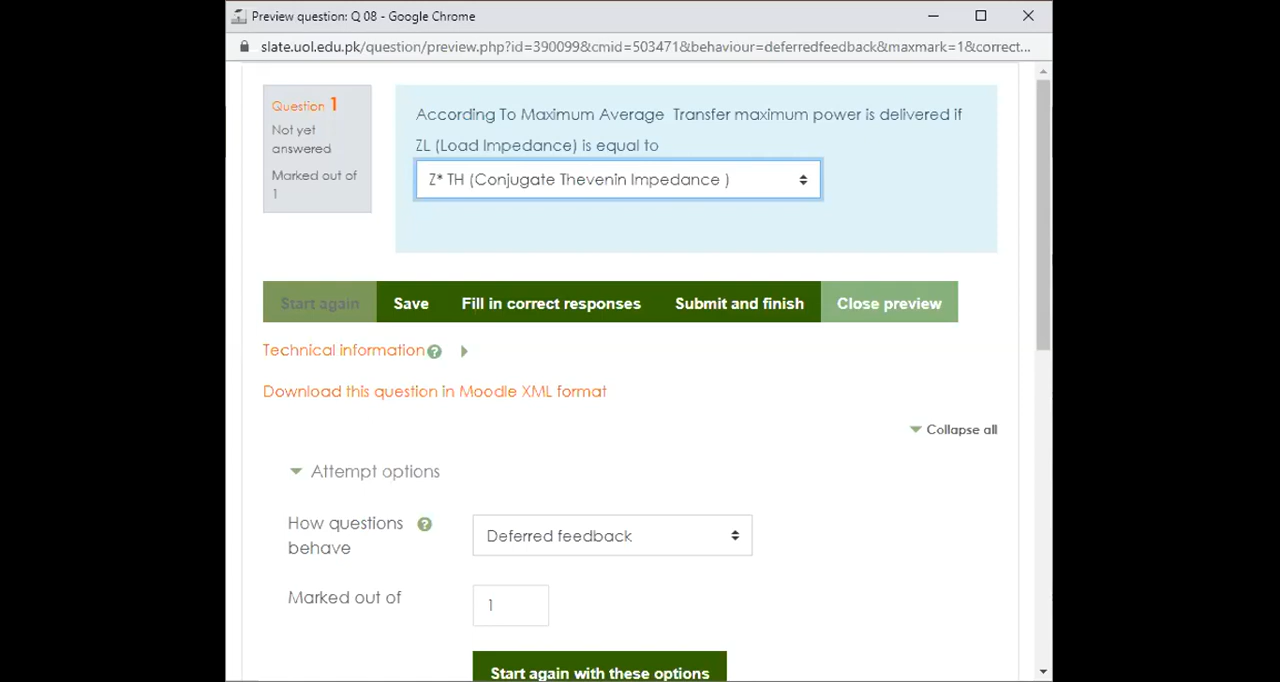 Preview question: Q 08 - Google Chrome
slate.uol.edu.pk/question/preview.php?id=390099&cmid=503471&behaviour=deferredfeedback&maxmark=1&correct...
Question 1
Not yet
answered
Marked out of
1
According To Maximum Average Transfer maximum power is delivered if
ZL (Load Impedance) is equal to
Z* TH (Conjugate Thevenin Impedance )
Start again
Save
Fill in correct responses
Submit and finish
Close preview
Technical information
Download this question in Moodle XML format
Collapse all
Attempt options
How questions
behave
Deferred feedback
Marked out of
1
Start again with these options